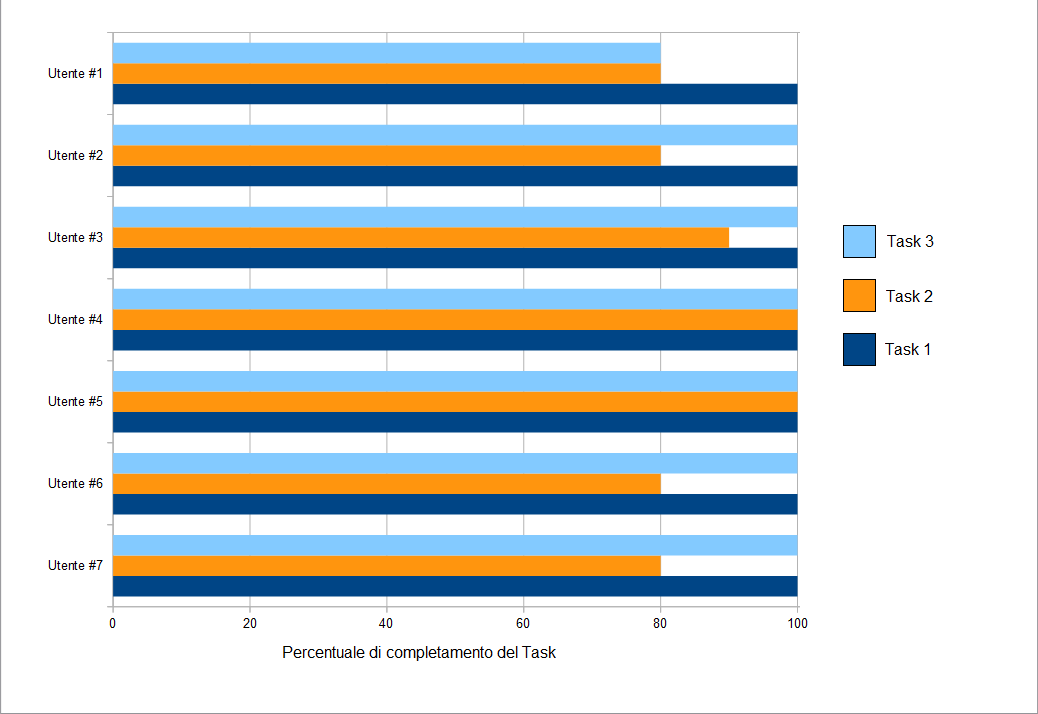 Utente #1
Utente #2
Utente #3
Utente #4
Utente #5
Utente #6
Utente #7
0 20 40 60 80 100
Percentuale di completamento del Task
Task 3
Task 2
Task 1